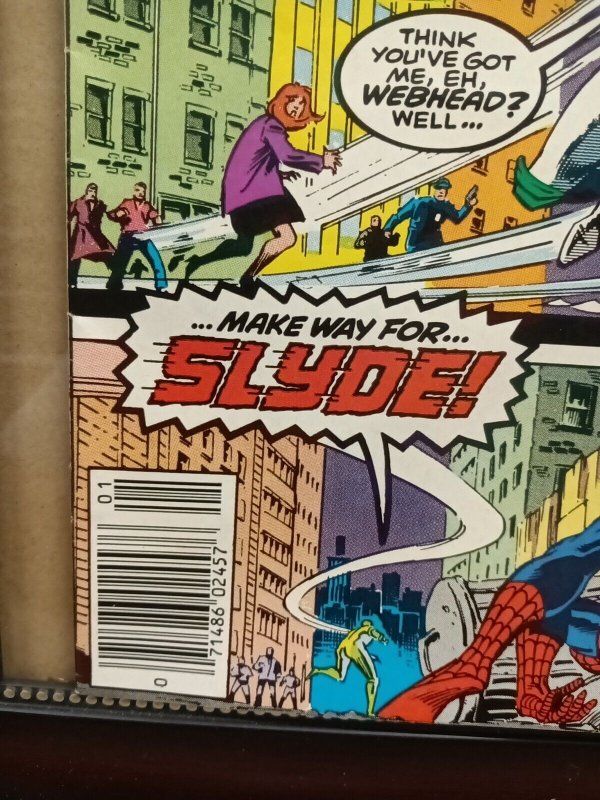 THINK
YOU'VE GOT
ME, EH,
WEBHEAD?
WELL...
...MAKE WAY FOR...
SLYDE!
01
0 71486 02457